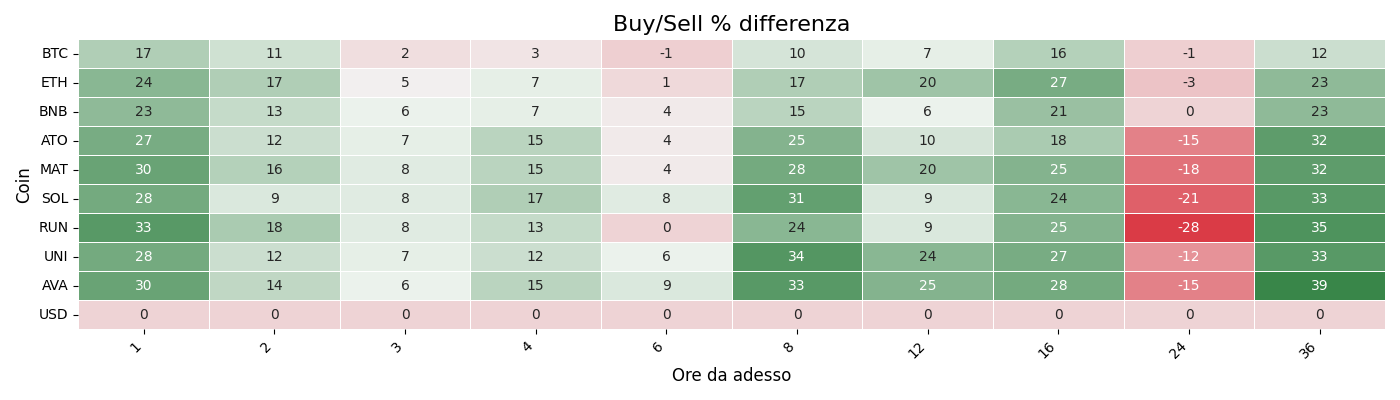 Buy/Sell % differenza
Coin
BTC 17 11 2 3 -1 10 7 16 -1 12
ETH 24 17 5 7 1 17 20 27 -3 23
BNB 23 13 6 7 4 15 6 21 0 23
ATO 27 12 7 15 4 25 10 18 -15 32
MAT 30 16 8 15 4 28 20 25 -18 32
SOL 28 9 8 17 8 31 9 24 -21 33
RUN 33 18 8 13 0 24 9 25 -28 35
UNI 28 12 7 12 6 34 24 27 -12 33
AVA 30 14 6 15 9 33 25 28 -15 39
USD 0 0 0 0 0 0 0 0 0 0
1 2 3 4 6 8 12 16 24 36
Ore da adesso